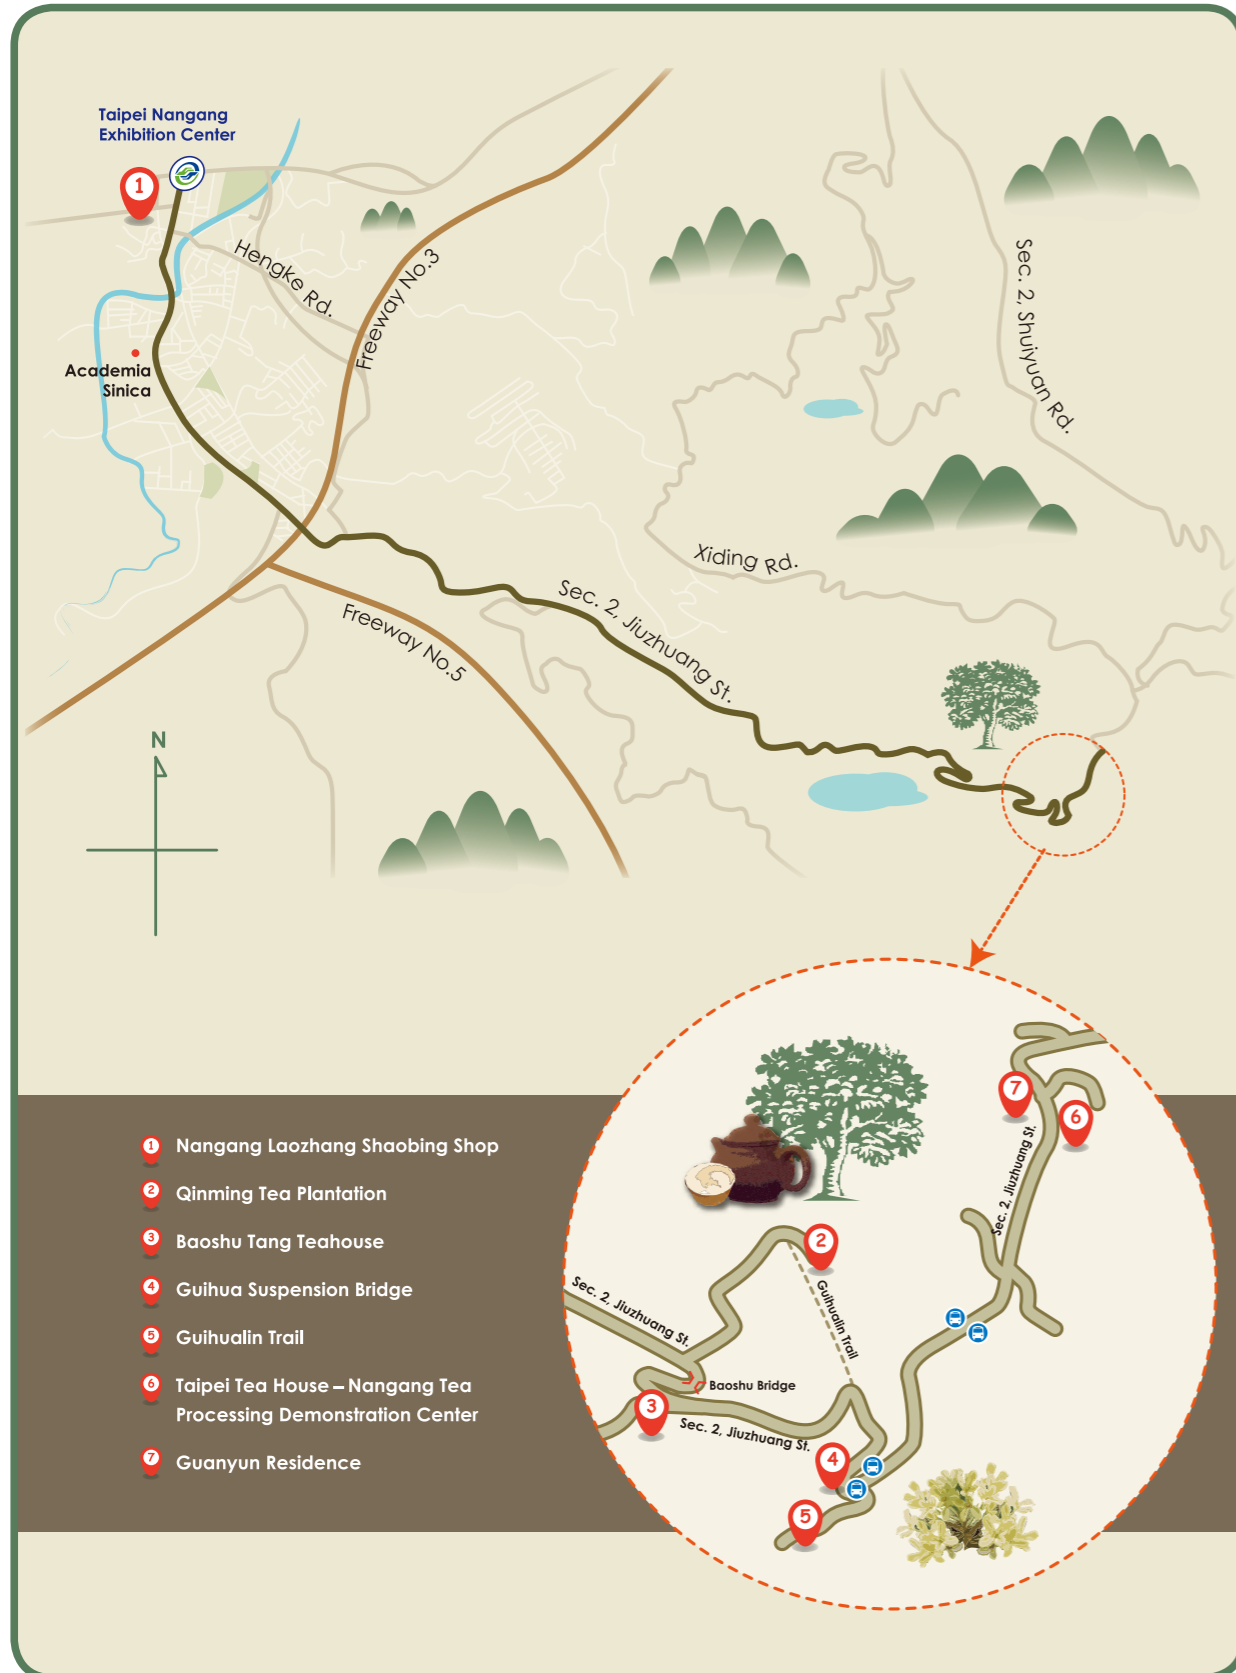 Taipei Nangang
Exhibition Center
1
Hengke Rd.
Freeway No.3
Sec. 2, Shuiyuan Rd.
Academia
Sinica
Xiding Rd.
Sec. 2, Jiuzhuang St.
Freeway No.5
N
1 Nangang Laozhang Shaobing Shop
2 Qinming Tea Plantation
3 Baoshu Tang Teahouse
4 Guihua Suspension Bridge
5 Guihualin Trail
6 Taipei Tea House – Nangang Tea
Processing Demonstration Center
7 Guanyun Residence
7
6
Sec. 2, Jiuzhuang St.
2
Sec. 2, Jiuzhuang St.
Guihualin Trail
Baoshu Bridge
3
Sec. 2, Jiuzhuang St.
4
5